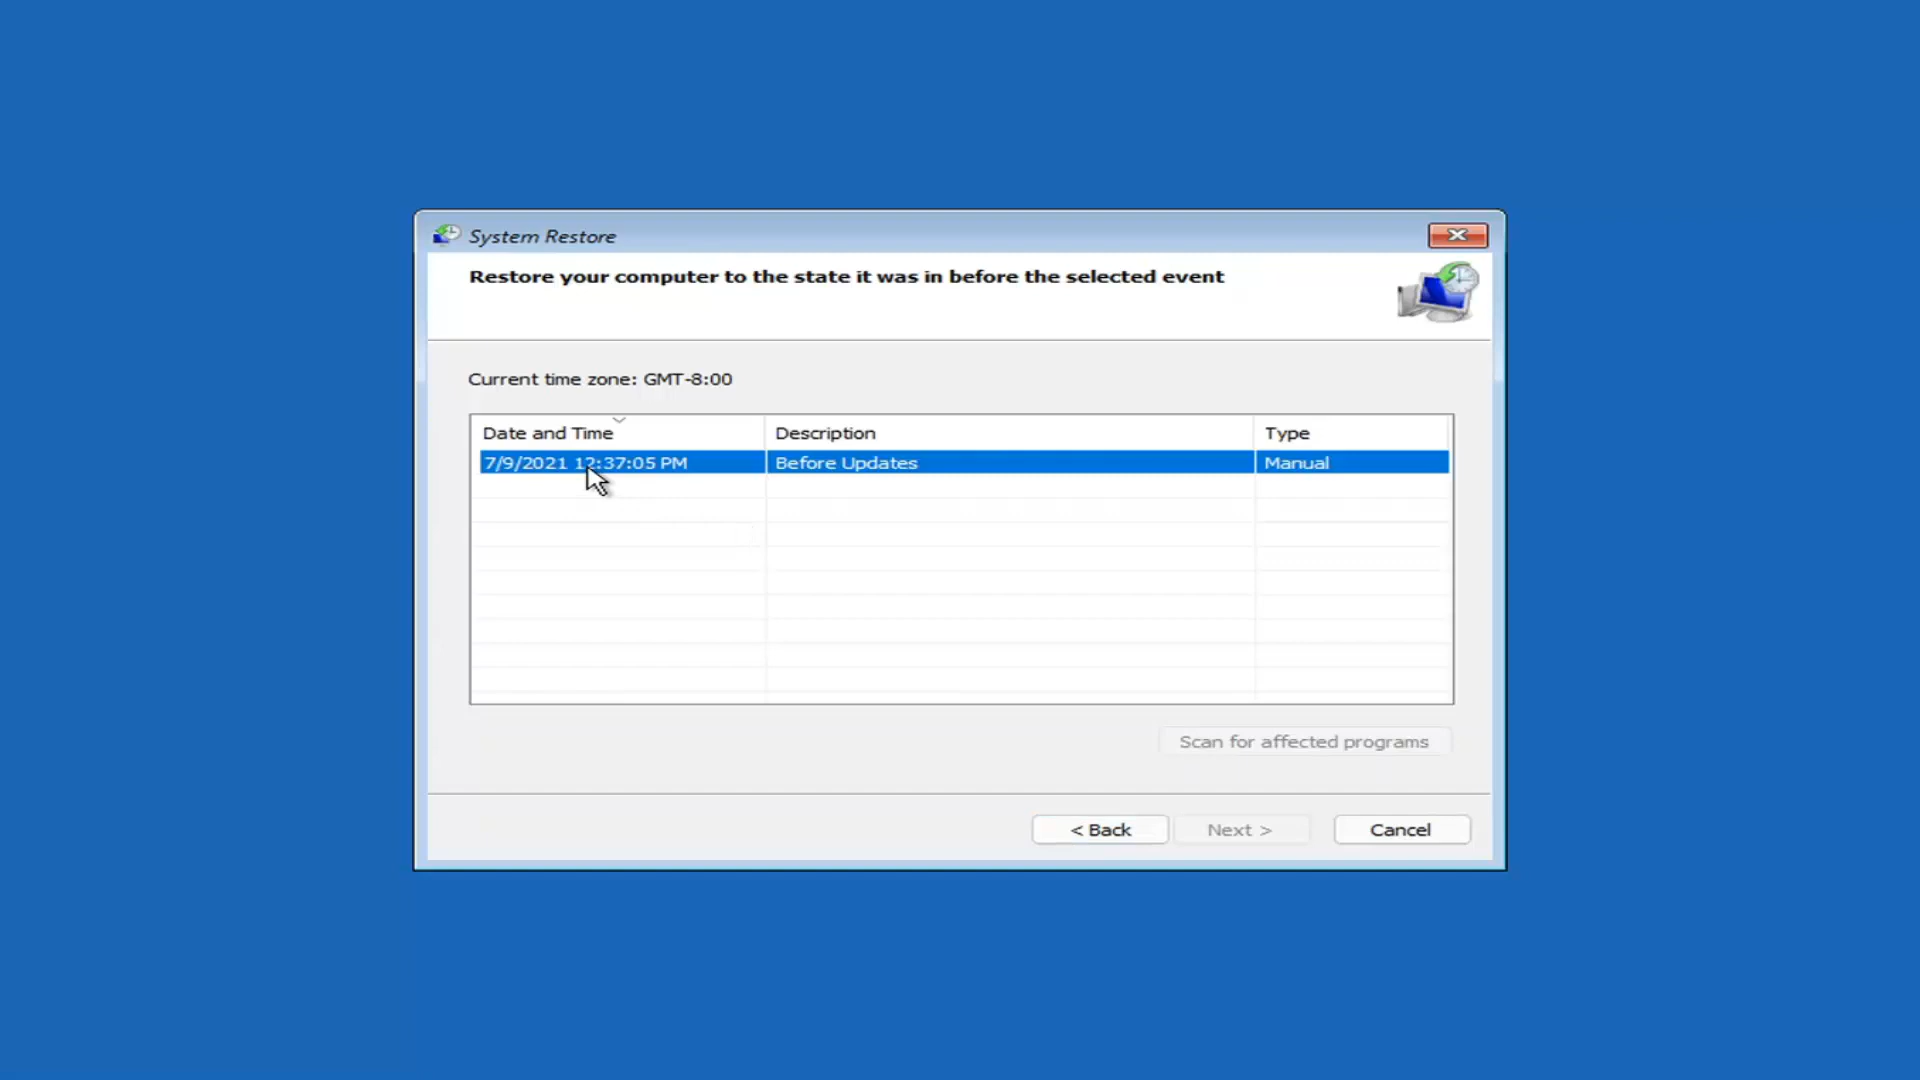 System Restore
Restore your computer to the state it was in before the selected event
Current time zone: GMT-8:00
Date and Time Description Type
7/9/2021 12:37:05 PM Before Updates Manual
Scan for affected programs
< Back Next > Cancel